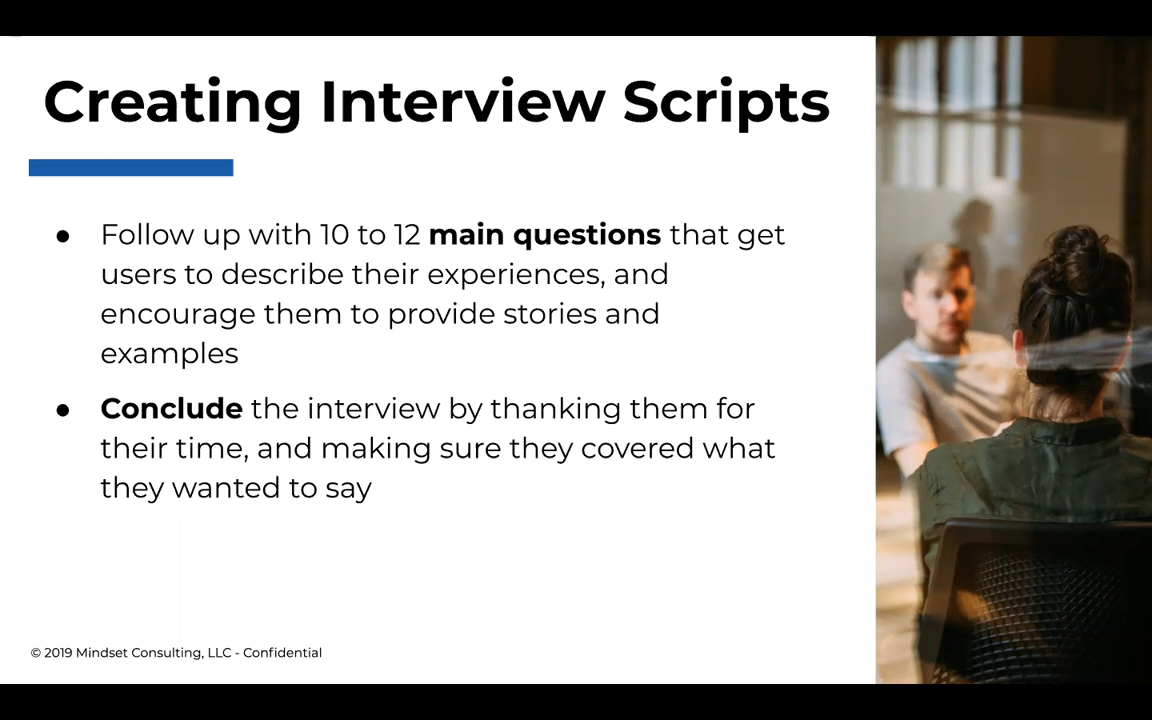 Creating Interview Scripts
● Follow up with 10 to 12 main questions that get
users to describe their experiences, and
encourage them to provide stories and
examples
● Conclude the interview by thanking them for
their time, and making sure they covered what
they wanted to say
© 2019 Mindset Consulting, LLC - Confidential